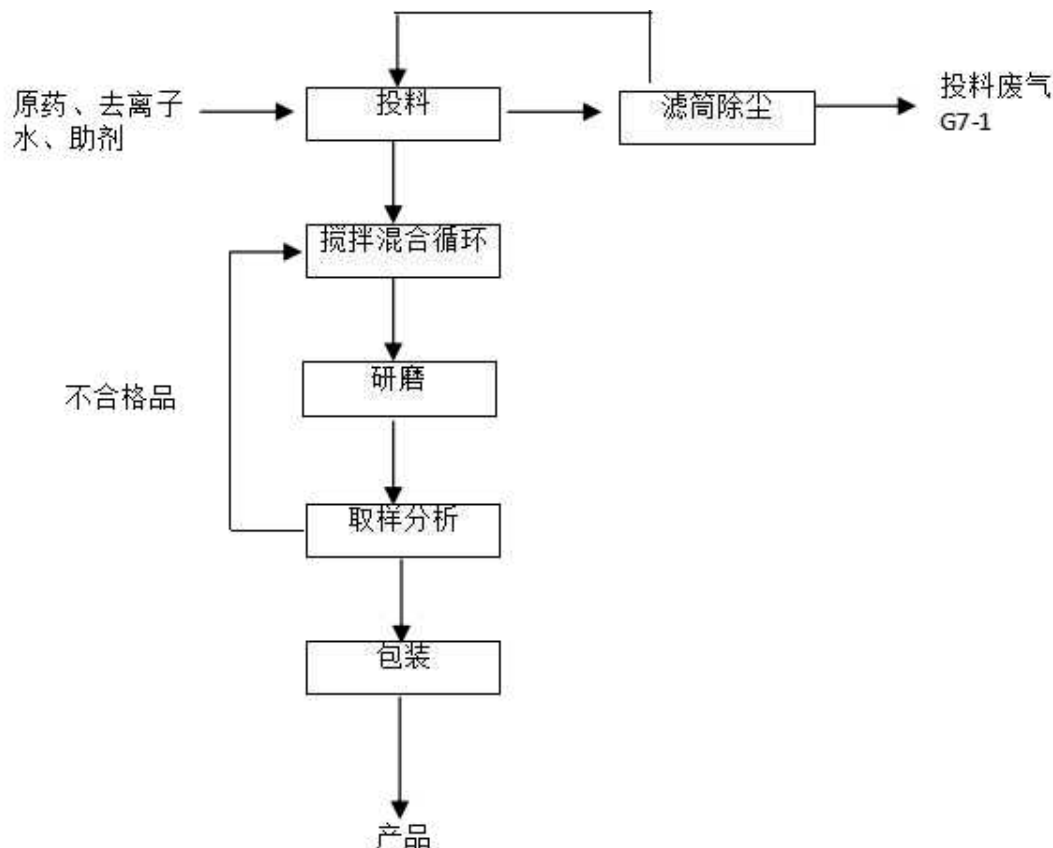 原药、去离子
水、助剂
投料
滤筒除尘
投料废气
G7-1
搅拌混合循环
研磨
不合格品
取样分析
包装
产品